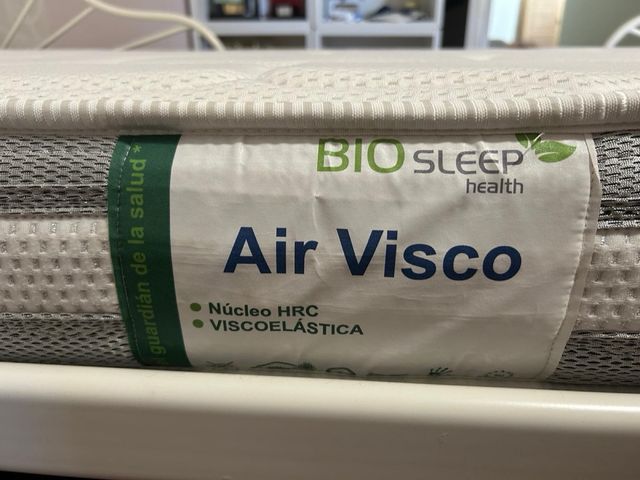 BIO SLEEP
health
Air Visco
• Núcleo HRC
• VISCOELÁSTICA
guardián de la salud*